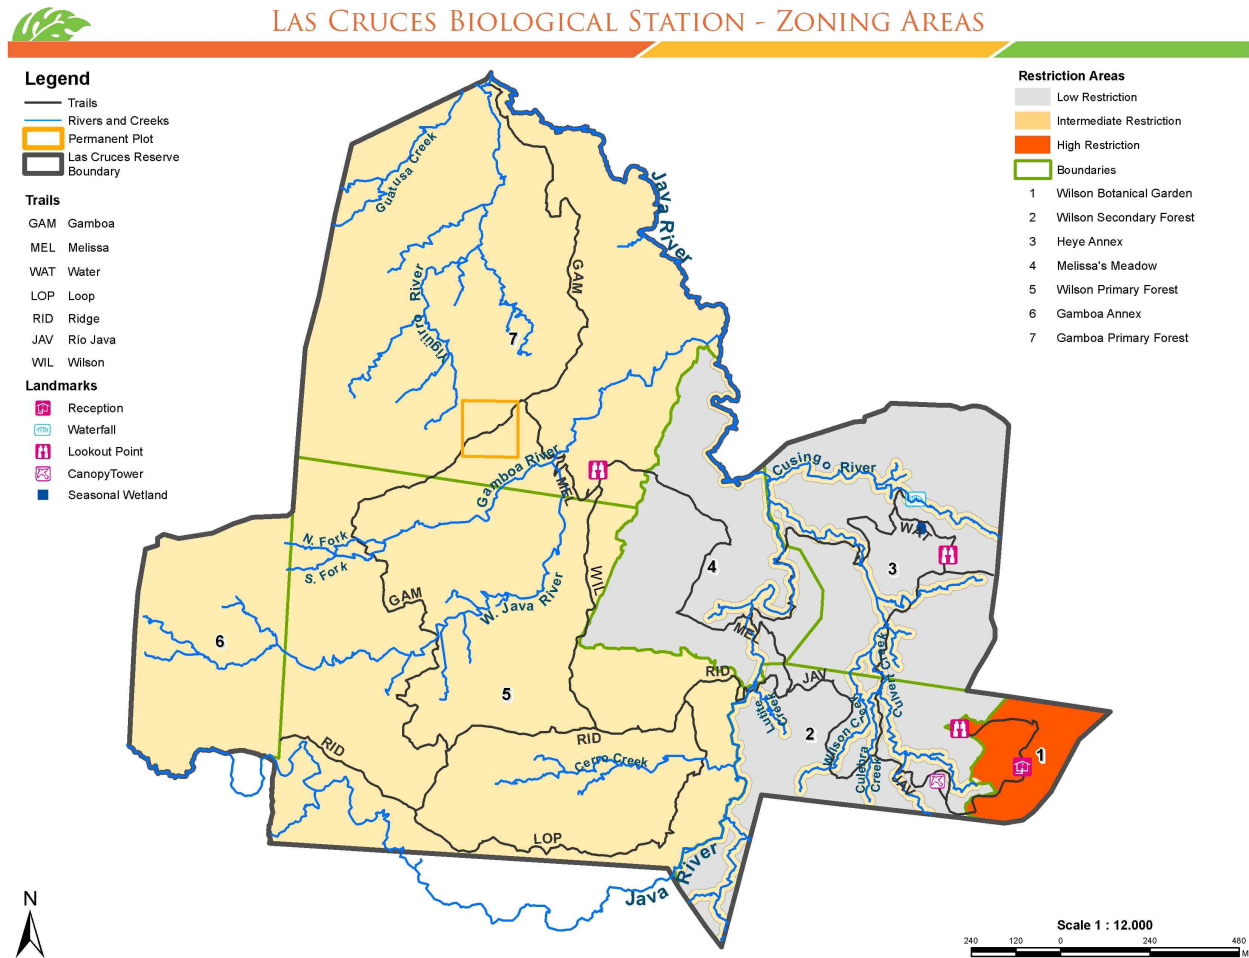 LAS CRUCES BIOLOGICAL STATION - ZONING AREAS
Legend
Trails
Rivers and Creeks
Permanent Plot
Las Cruces Reserve
Boundary
Trails
GAM Gamboa
MEL Melissa
WAT Water
LOP Loop
RID Ridge
JAV Río Java
WIL Wilson
Landmarks
Reception
Waterfall
Lookout Point
CanopyTower
Seasonal Wetland
Restriction Areas
Low Restriction
Intermediate Restriction
High Restriction
Boundaries
1 Wilson Botanical Garden
2 Wilson Secondary Forest
3 Heye Annex
4 Melissa's Meadow
5 Wilson Primary Forest
6 Gamboa Annex
7 Gamboa Primary Forest
Guatusa Creek
Java River
GAM
Yigüirro River
7
Gamboa River
MEL
Cusingo River
N. Fork
S. Fork
WAT
GAM
WIL
W. Java River
4
3
6
MEL
5
RID
JAV
Culvert Creek
Lutite
Creek
2
Wilson Creek
RID
RID
Cerro Creek
Culebra
Creek
JAV
1
LOP
Java River
N
Scale 1 : 12.000
240 120 0 240 480
M